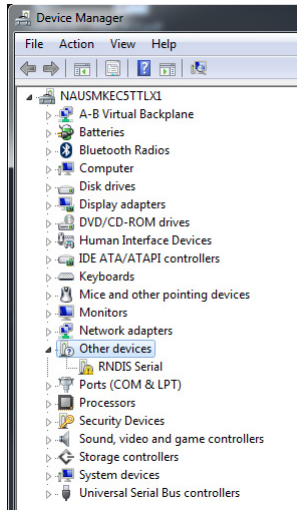 Device Manager
File Action View Help
NAUSMKEC5TTLX1
A-B Virtual Backplane
Batteries
Bluetooth Radios
Computer
Disk drives
Display adapters
DVD/CD-ROM drives
Human Interface Devices
IDE ATA/ATAPI controllers
Keyboards
Mice and other pointing devices
Monitors
Network adapters
Other devices
RNDIS Serial
Ports (COM & LPT)
Processors
Security Devices
Sound, video and game controllers
Storage controllers
System devices
Universal Serial Bus controllers